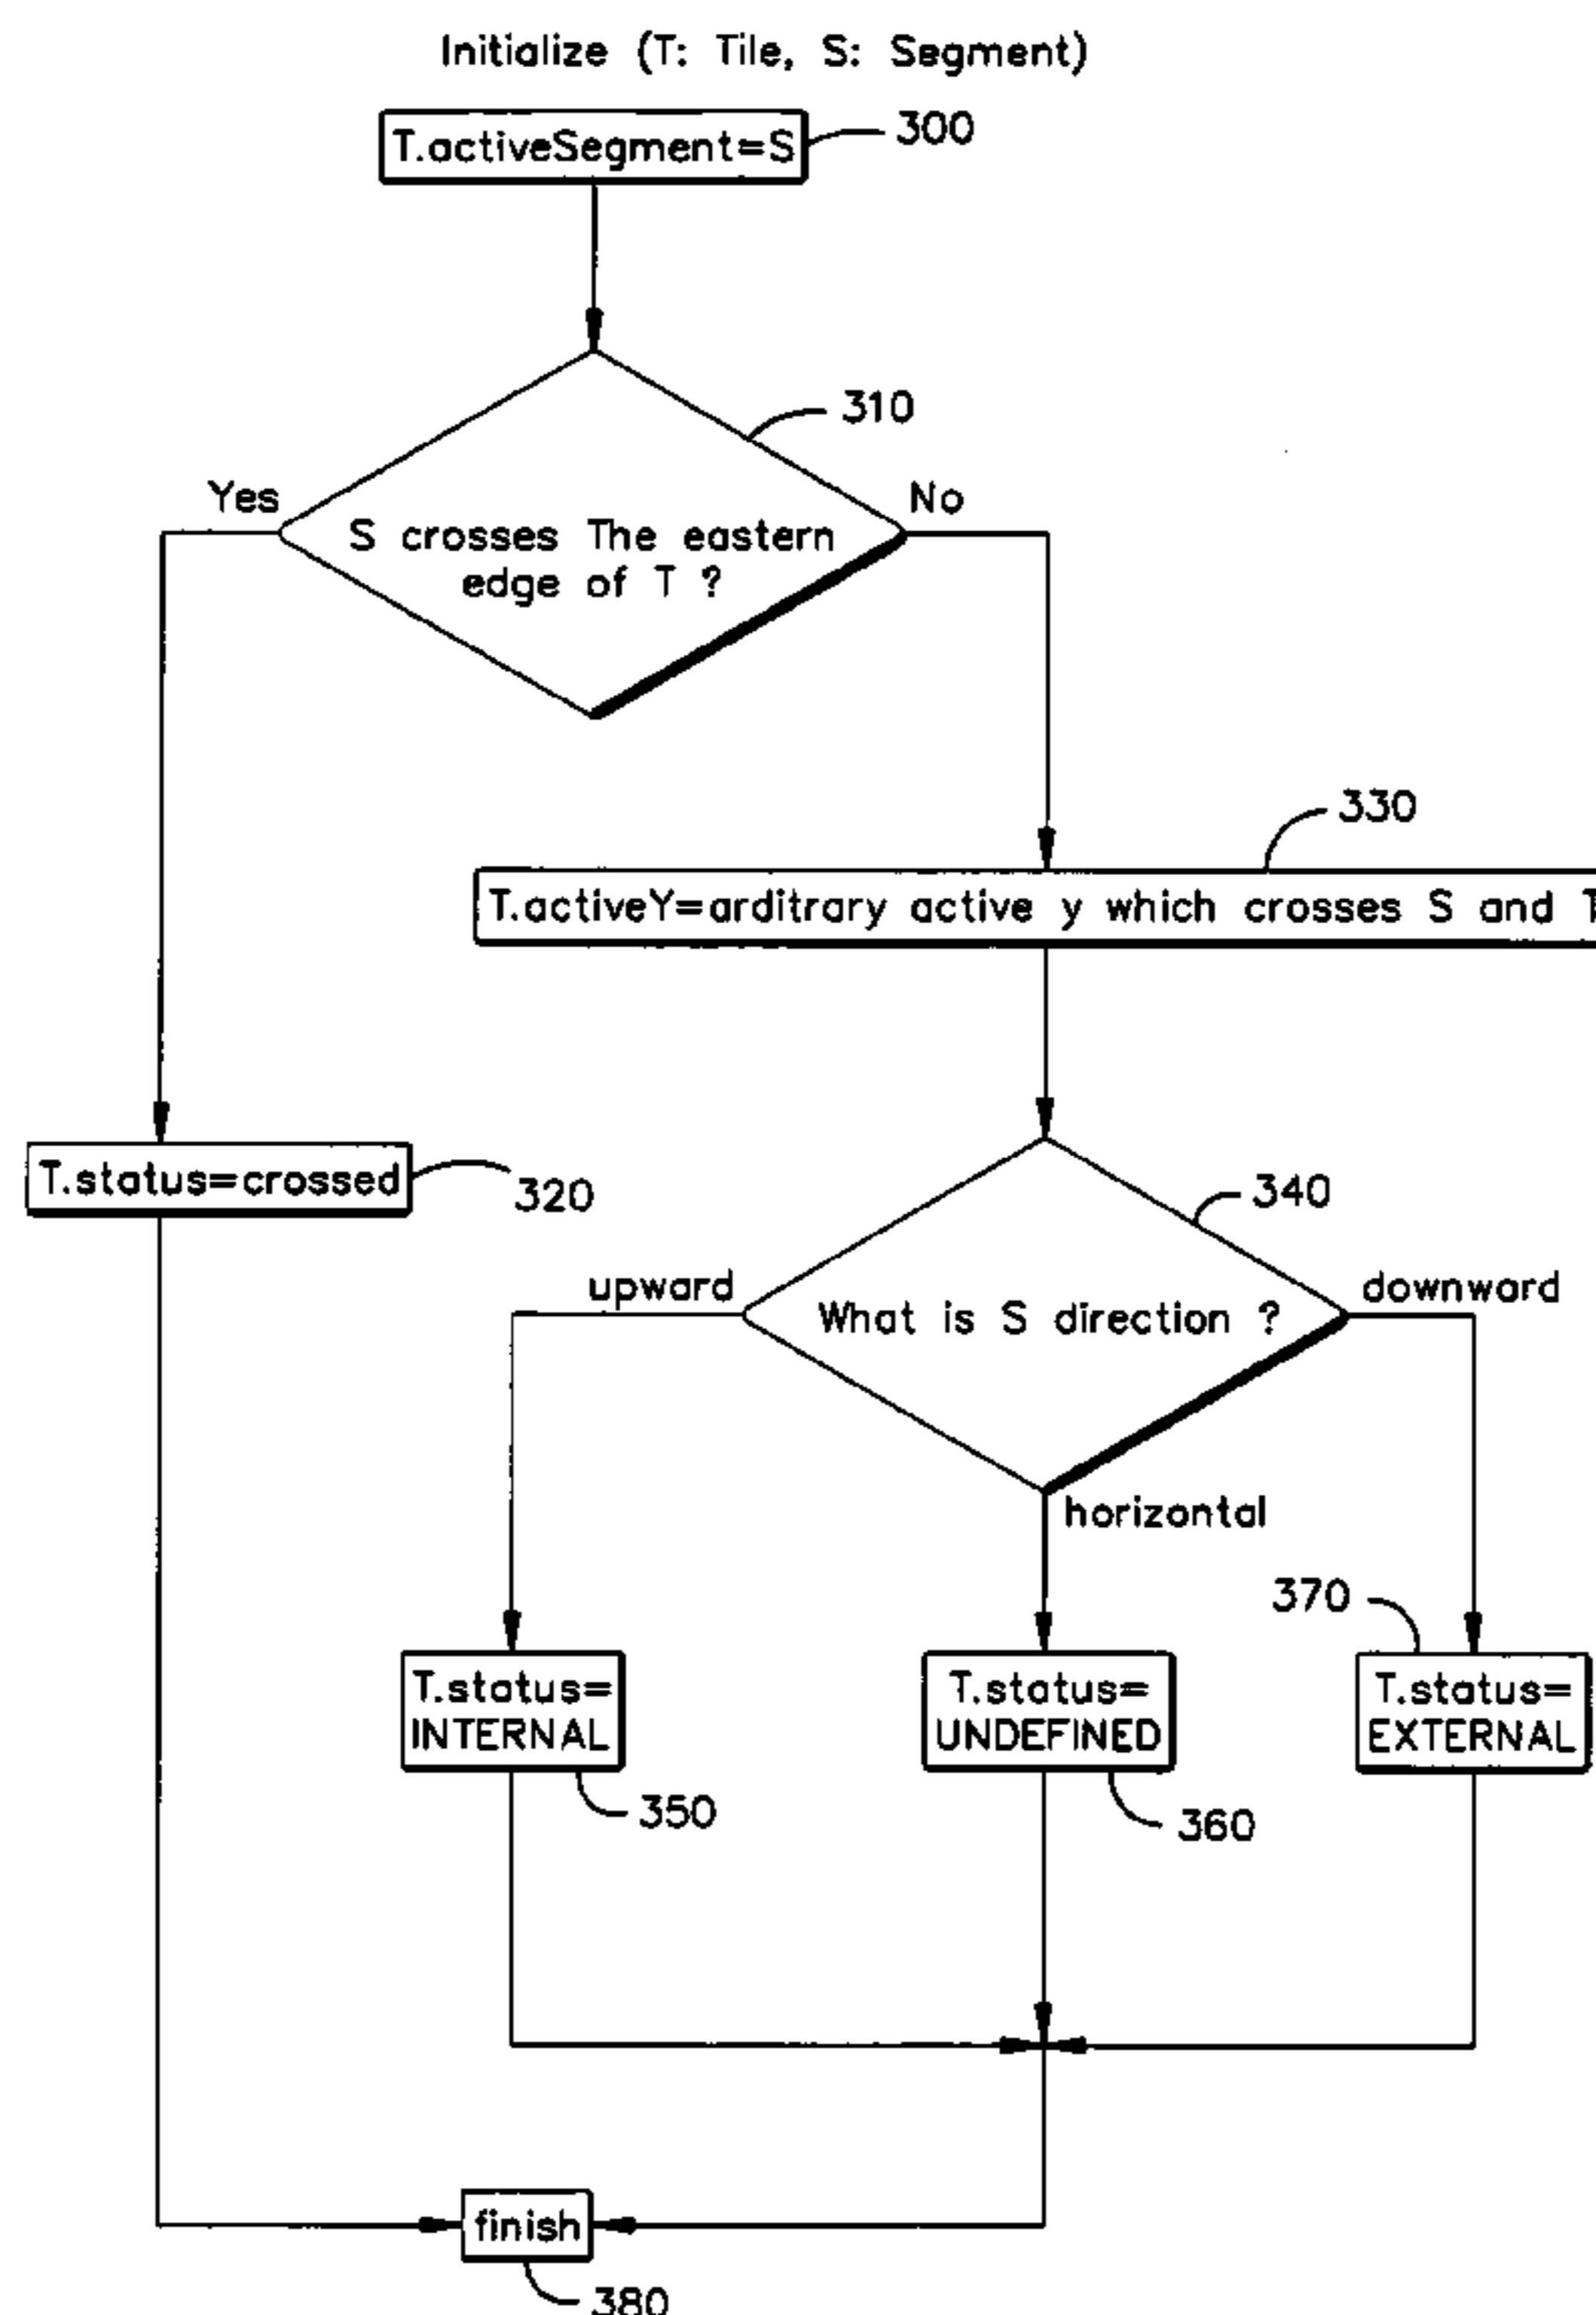 Initialize (T: Tile, S: Segment)
T.activeSegment=S
300
310
Yes
No
S crosses The eastern
edge of T ?
330
T.activeY=arditrary active y which crosses S and T
T.status=crossed
320
340
upward
downward
What is S direction ?
horizontal
370
T.status=
INTERNAL
T.status=
UNDEFINED
T.status=
EXTERNAL
350
360
finish
380